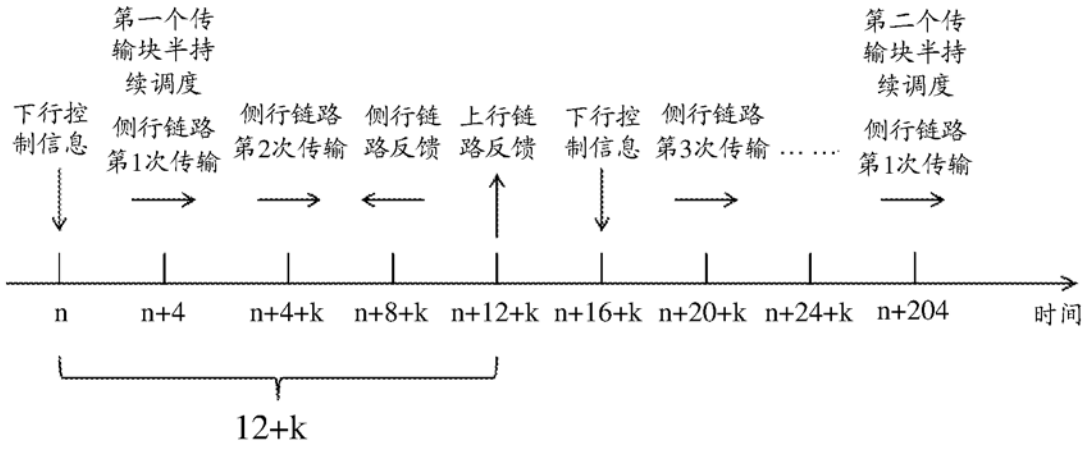 下行控
制信息
第一个传
输块半持
续调度
侧行链路
第1次传输
侧行链路
第2次传输
侧行链
路反馈
上行链
路反馈
下行控
制信息
侧行链路
第3次传输
... ...
第二个传
输块半持
续调度
侧行链路
第1次传输
n
n+4
n+4+k
n+8+k
n+12+k
n+16+k
n+20+k
n+24+k
n+204
时间
12+k